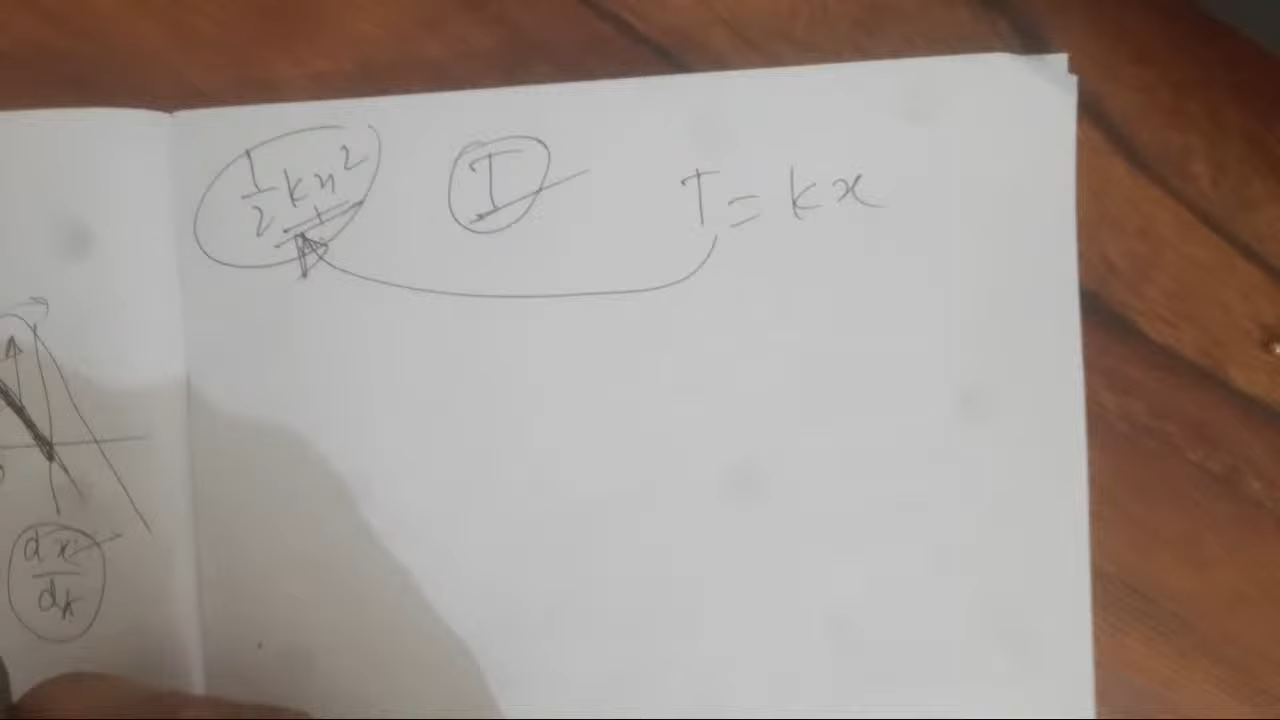 ½kx² T T = kx
dx/dt